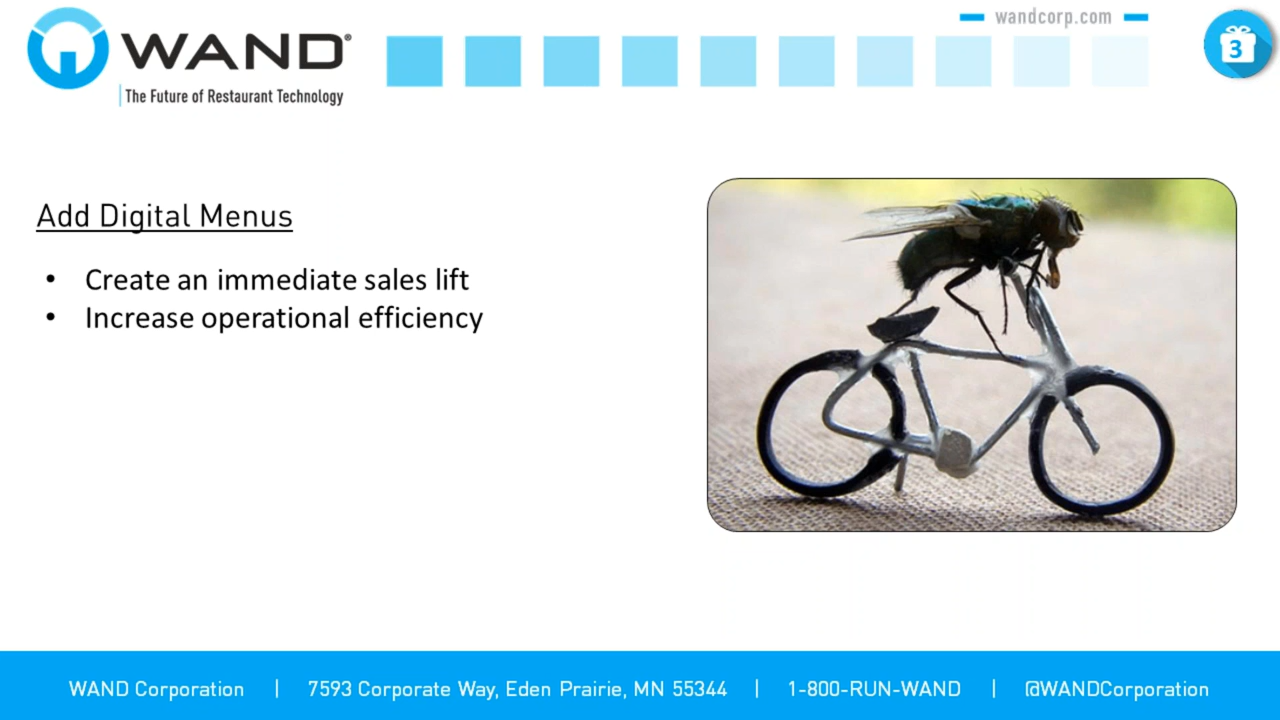 wandcorp.com
3
WAND®
The Future of Restaurant Technology
Add Digital Menus
• Create an immediate sales lift
• Increase operational efficiency
WAND Corporation | 7593 Corporate Way, Eden Prairie, MN 55344 | 1-800-RUN-WAND | @WANDCorporation